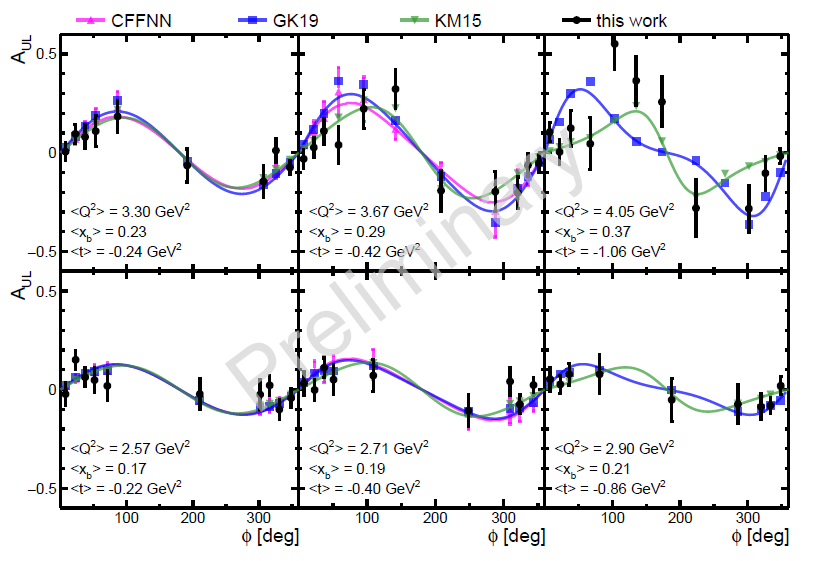 CFFNN GK19 KM15 this work
A_UL
0.5
0
−0.5
<Q²> = 3.30 GeV²
<x_b> = 0.23
<t> = -0.24 GeV²
<Q²> = 3.67 GeV²
<x_b> = 0.29
<t> = -0.42 GeV²
<Q²> = 4.05 GeV²
<x_b> = 0.37
<t> = -1.06 GeV²
Preliminary
A_UL
0.5
0
−0.5
<Q²> = 2.57 GeV²
<x_b> = 0.17
<t> = -0.22 GeV²
<Q²> = 2.71 GeV²
<x_b> = 0.19
<t> = -0.40 GeV²
<Q²> = 2.90 GeV²
<x_b> = 0.21
<t> = -0.86 GeV²
100 200 300 100 200 300 100 200 300
ϕ [deg] ϕ [deg] ϕ [deg]